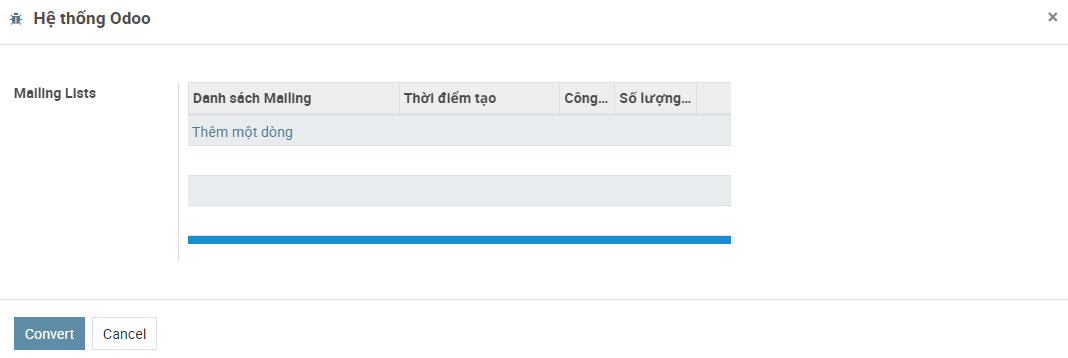 Hệ thống Odoo ×
Mailing Lists
Danh sách Mailing Thời điểm tạo Công... Số lượng...
Thêm một dòng
Convert Cancel